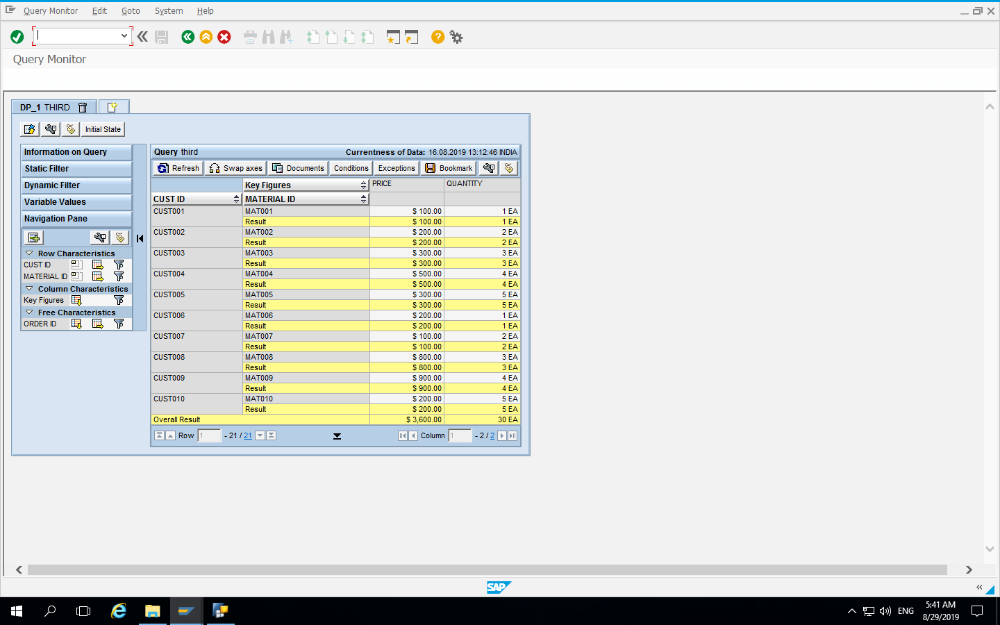 Query Monitor Edit Goto System Help
Query Monitor
DP_1 THIRD
Initial State
Information on Query
Static Filter
Dynamic Filter
Variable Values
Navigation Pane
Row Characteristics
CUST ID
MATERIAL ID
Column Characteristics
Key Figures
Free Characteristics
ORDER ID
Query third Currentness of Data: 16.08.2019 13:12:46 INDIA
Refresh Swap axes Documents Conditions Exceptions Bookmark
Key Figures PRICE QUANTITY
CUST ID MATERIAL ID
CUST001 MAT001 $ 100.00 1 EA
Result $ 100.00 1 EA
CUST002 MAT002 $ 200.00 2 EA
Result $ 200.00 2 EA
CUST003 MAT003 $ 300.00 3 EA
Result $ 300.00 3 EA
CUST004 MAT004 $ 500.00 4 EA
Result $ 500.00 4 EA
CUST005 MAT005 $ 300.00 5 EA
Result $ 300.00 5 EA
CUST006 MAT006 $ 200.00 1 EA
Result $ 200.00 1 EA
CUST007 MAT007 $ 100.00 2 EA
Result $ 100.00 2 EA
CUST008 MAT008 $ 800.00 3 EA
Result $ 800.00 3 EA
CUST009 MAT009 $ 900.00 4 EA
Result $ 900.00 4 EA
CUST010 MAT010 $ 200.00 5 EA
Result $ 200.00 5 EA
Overall Result $ 3,600.00 30 EA
Row 1 - 21 / 21 Column 1 - 2 / 2
SAP
ENG
5:41 AM
8/29/2019